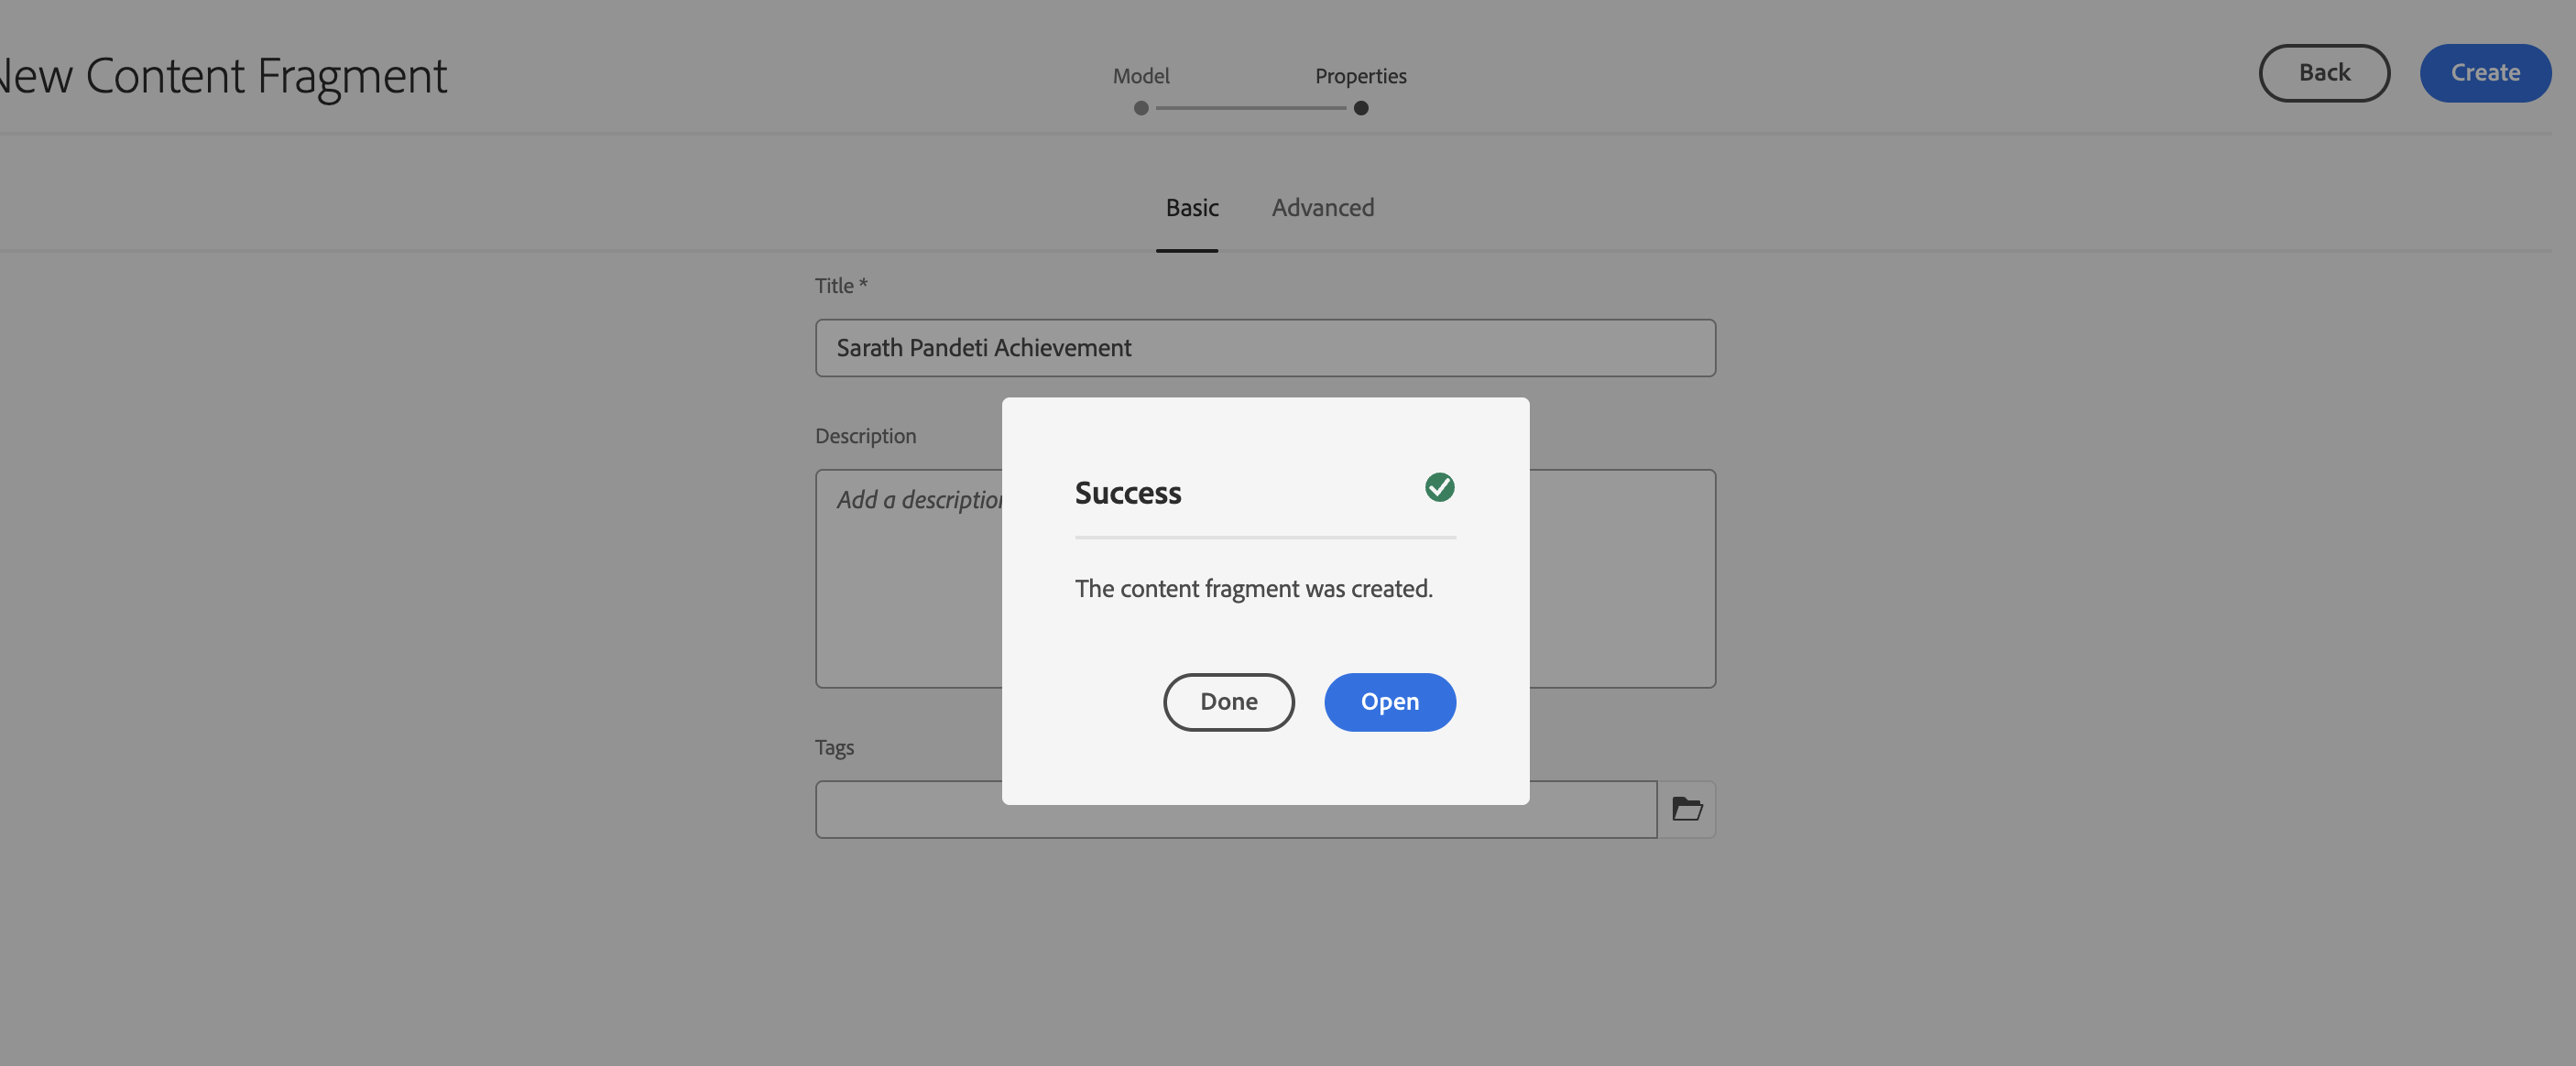 New Content Fragment
Model
Properties
Back
Create
Basic
Advanced
Title *
Sarath Pandeti Achievement
Description
Add a description
Success
The content fragment was created.
Done
Open
Tags